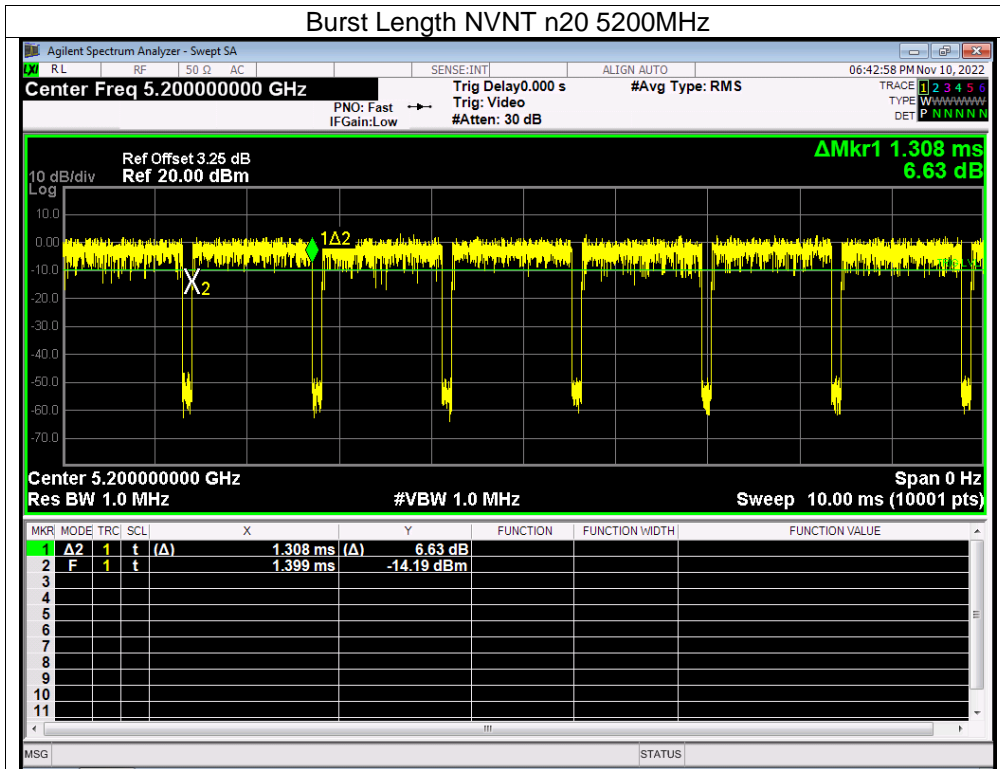 Burst Length NVNT n20 5200MHz
Agilent Spectrum Analyzer - Swept SA
LXI RL RF 50 Ω AC SENSE:INT ALIGN AUTO 06:42:58 PM Nov 10, 2022
Center Freq 5.200000000 GHz Trig Delay0.000 s #Avg Type: RMS TRACE 1 2 3 4 5 6
PNO: Fast Trig: Video TYPE WWWWWW
IFGain:Low #Atten: 30 dB DET P N N N N N
ΔMkr1 1.308 ms
6.63 dB
Ref Offset 3.25 dB
10 dB/div Ref 20.00 dBm
Log
10.0
0.00
1Δ2
-10.0
X2
-20.0
-30.0
-40.0
-50.0
-60.0
-70.0
Center 5.200000000 GHz Span 0 Hz
Res BW 1.0 MHz #VBW 1.0 MHz Sweep 10.00 ms (10001 pts)
MKR MODE TRC SCL X Y FUNCTION FUNCTION WIDTH FUNCTION VALUE
1 Δ2 1 t (Δ) 1.308 ms (Δ) 6.63 dB
2 F 1 t 1.399 ms -14.19 dBm
3
4
5
6
7
8
9
10
11
MSG STATUS